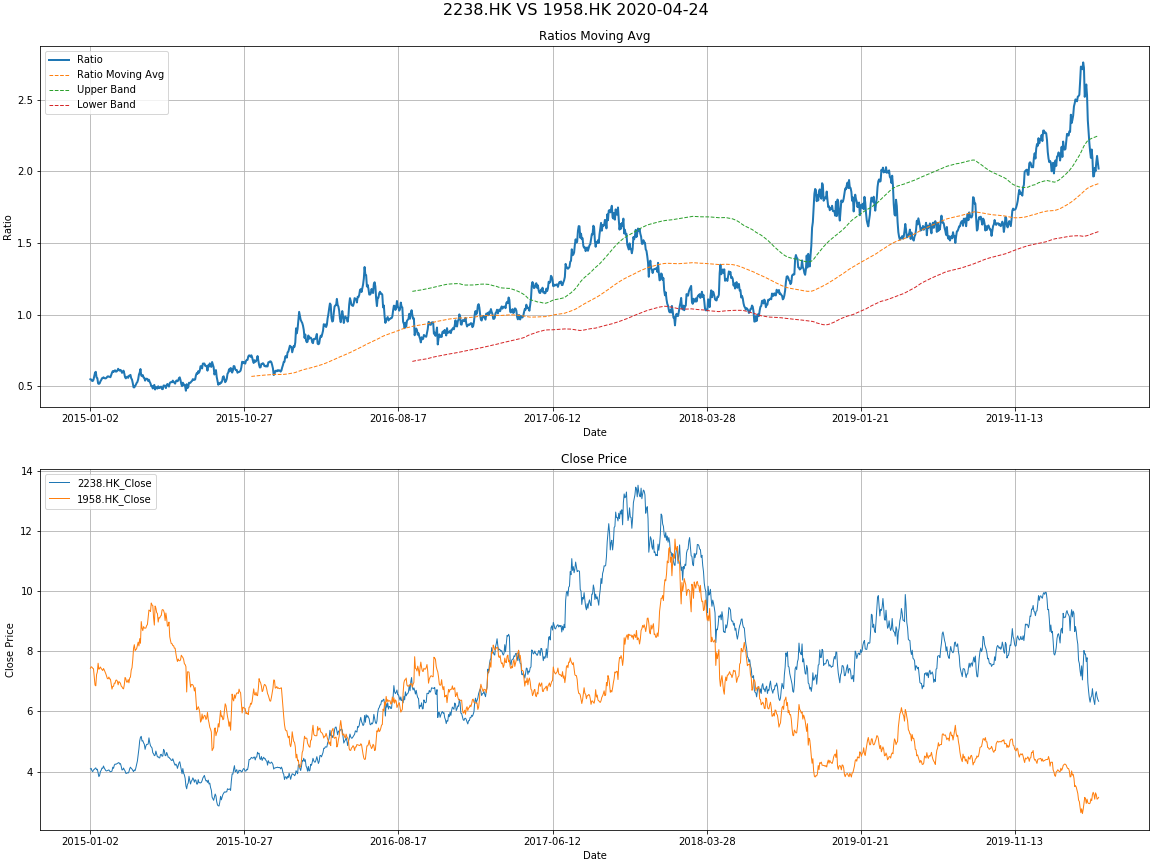 2238.HK VS 1958.HK 2020-04-24
Ratios Moving Avg
Ratio
Ratio Moving Avg
Upper Band
Lower Band
Ratio
2.5
2.0
1.5
1.0
0.5
2015-01-02 2015-10-27 2016-08-17 2017-06-12 2018-03-28 2019-01-21 2019-11-13
Date
Close Price
2238.HK_Close
1958.HK_Close
Close Price
14
12
10
8
6
4
2015-01-02 2015-10-27 2016-08-17 2017-06-12 2018-03-28 2019-01-21 2019-11-13
Date